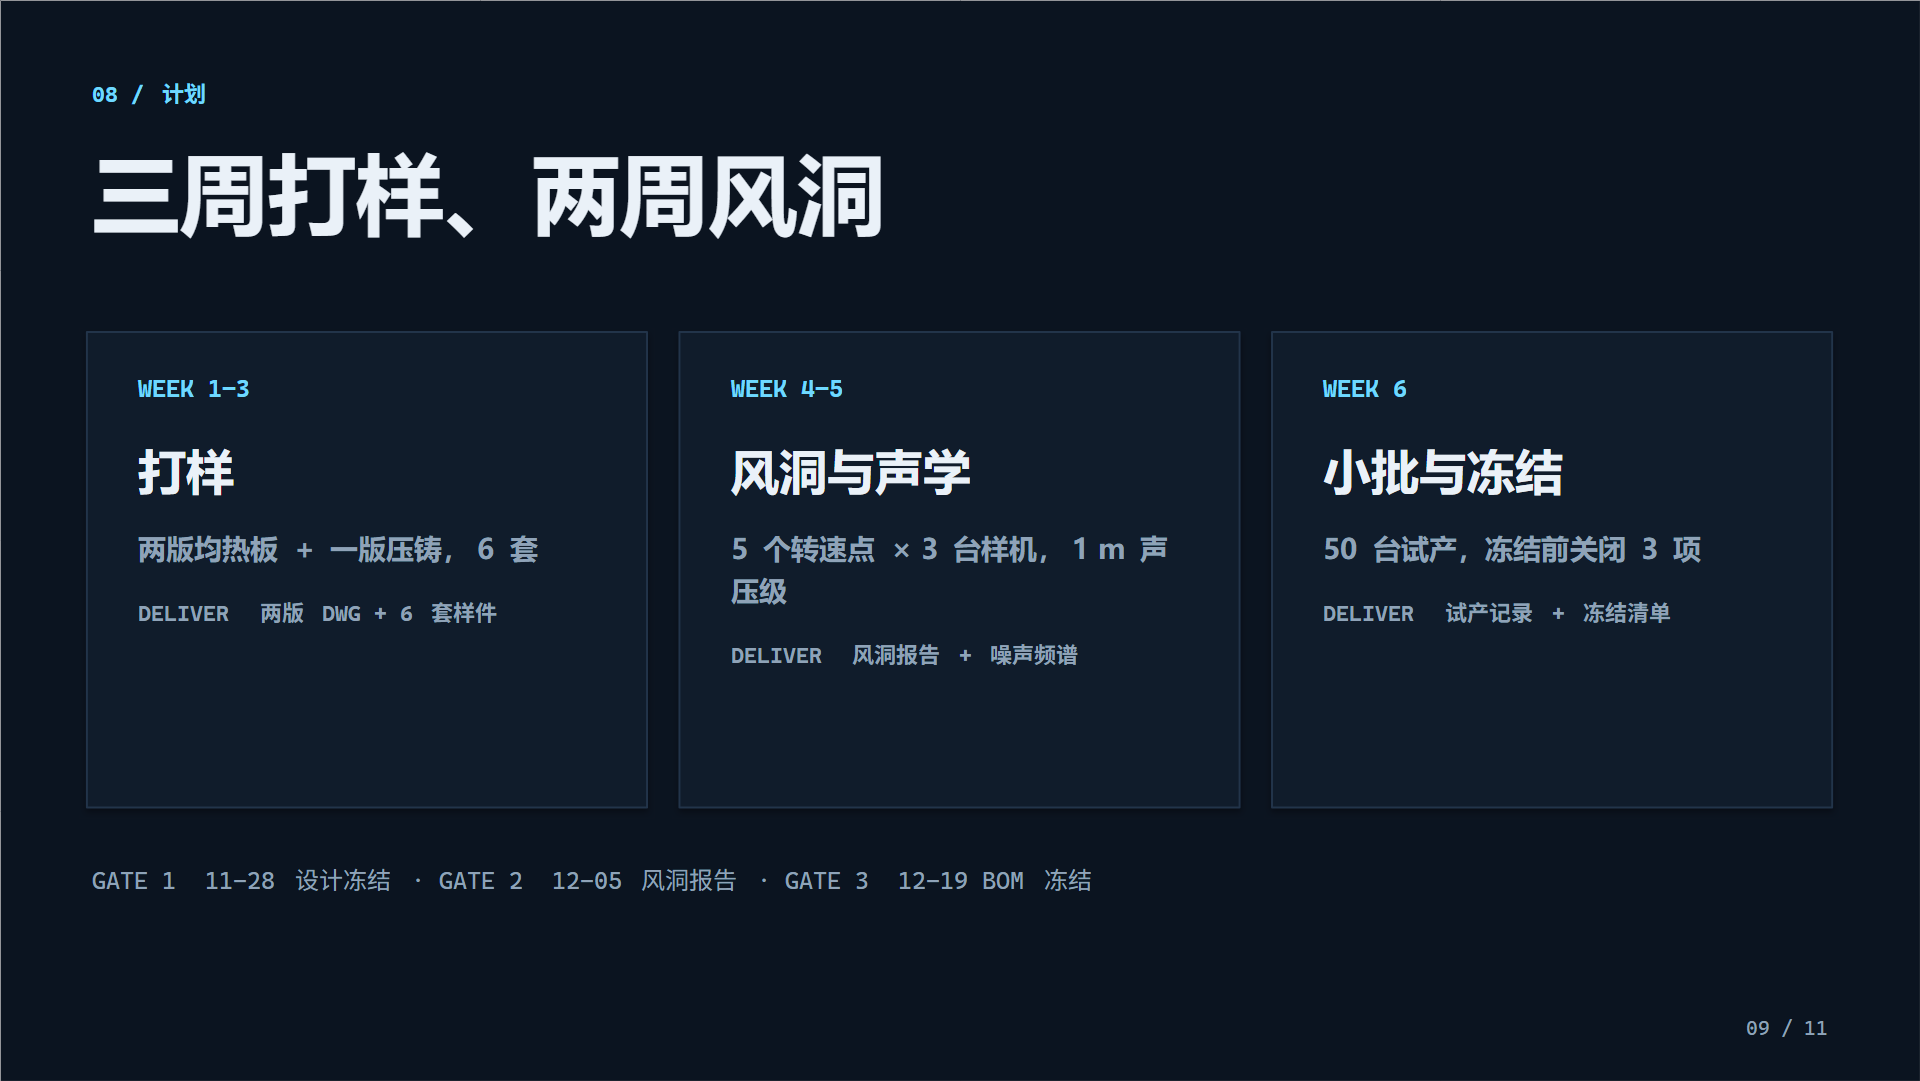 08 / 计划
三周打样、两周风洞
WEEK 1–3
打样
两版均热板 + 一版压铸，6 套
DELIVER 两版 DWG + 6 套样件
WEEK 4–5
风洞与声学
5 个转速点 × 3 台样机，1 m 声
压级
DELIVER 风洞报告 + 噪声频谱
WEEK 6
小批与冻结
50 台试产，冻结前关闭 3 项
DELIVER 试产记录 + 冻结清单
GATE 1 11–28 设计冻结 · GATE 2 12–05 风洞报告 · GATE 3 12–19 BOM 冻结
09 / 11